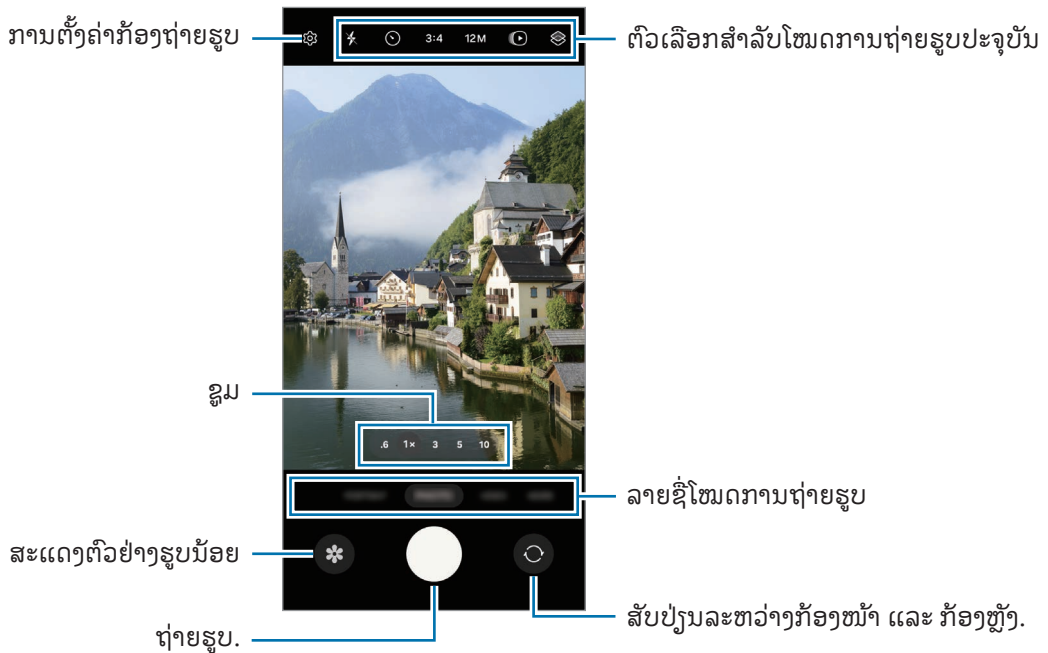 ການຕັ້ງຄ່າກ້ອງຖ່າຍຮູບ
3:4 12M
ຕົວເລືອກສຳລັບໂໝດການຖ່າຍຮູບປະຈຸບັນ
ຊູມ
.6 1× 3 5 10
ລາຍຊື່ໂໝດການຖ່າຍຮູບ
ສະແດງຕົວຢ່າງຮູບນ້ອຍ
ສັບປ່ຽນລະຫວ່າງກ້ອງໜ້າ ແລະ ກ້ອງຫຼັງ.
ຖ່າຍຮູບ.